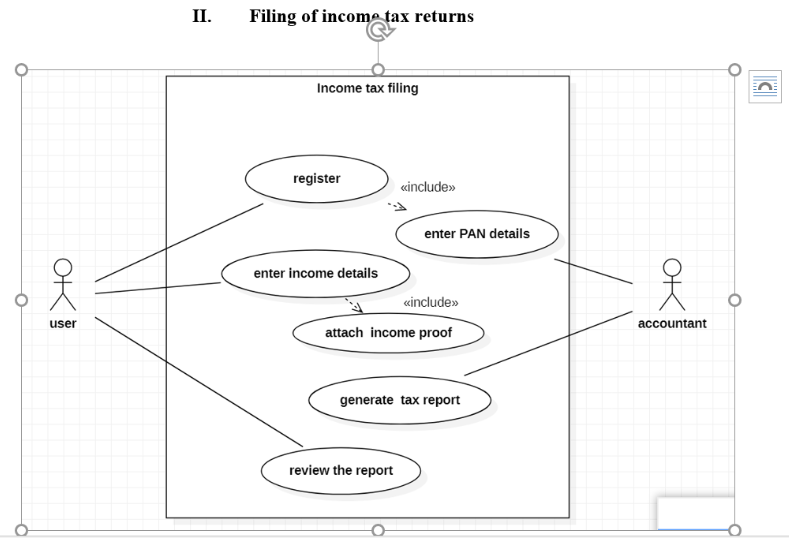 II. Filing of income tax returns
Income tax filing
register
«include»
enter PAN details
enter income details
«include»
attach income proof
user
accountant
generate tax report
review the report